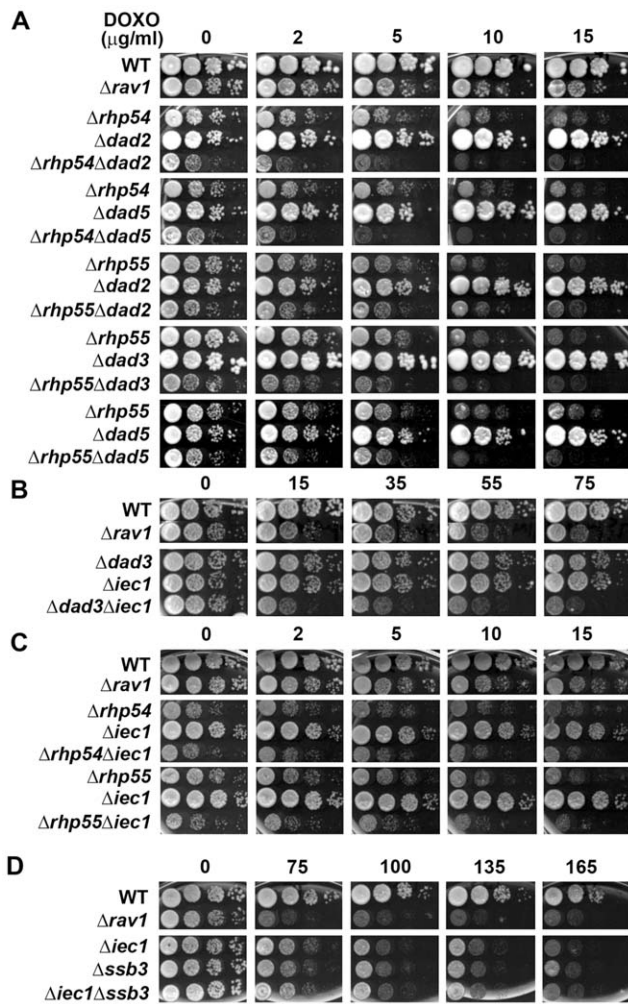 A
DOXO
(μg/ml)
0 2 5 10 15
WT
Δrav1
Δrhp54
Δdad2
Δrhp54Δdad2
Δrhp54
Δdad5
Δrhp54Δdad5
Δrhp55
Δdad2
Δrhp55Δdad2
Δrhp55
Δdad3
Δrhp55Δdad3
Δrhp55
Δdad5
Δrhp55Δdad5
B
0 15 35 55 75
WT
Δrav1
Δdad3
Δiec1
Δdad3Δiec1
C
0 2 5 10 15
WT
Δrav1
Δrhp54
Δiec1
Δrhp54Δiec1
Δrhp55
Δiec1
Δrhp55Δiec1
D
0 75 100 135 165
WT
Δrav1
Δiec1
Δssb3
Δiec1Δssb3